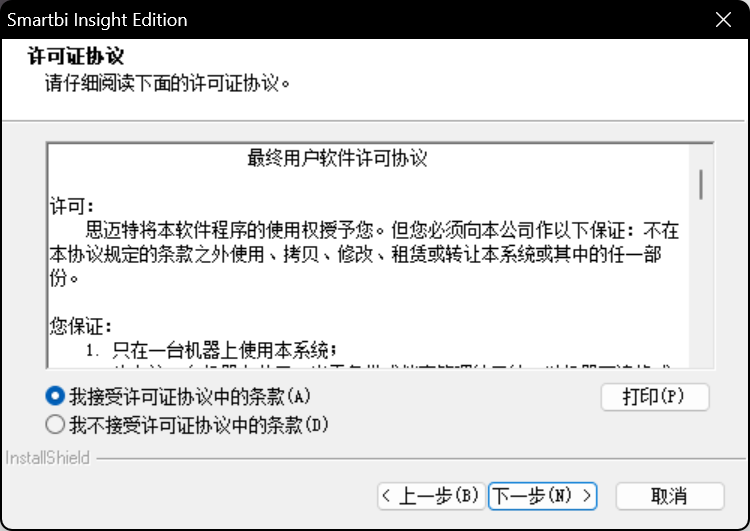 Smartbi Insight Edition
许可证协议
请仔细阅读下面的许可证协议。
最终用户软件许可协议
许可:
思迈特将本软件程序的使用权授予您。但您必须向本公司作以下保证: 不在
本协议规定的条款之外使用、拷贝、修改、租赁或转让本系统或其中的任一部
份。
您保证:
1. 只在一台机器上使用本系统;
我接受许可证协议中的条款(A)
打印(P)
我不接受许可证协议中的条款(D)
InstallShield
< 上一步(B)
下一步(N) >
取消